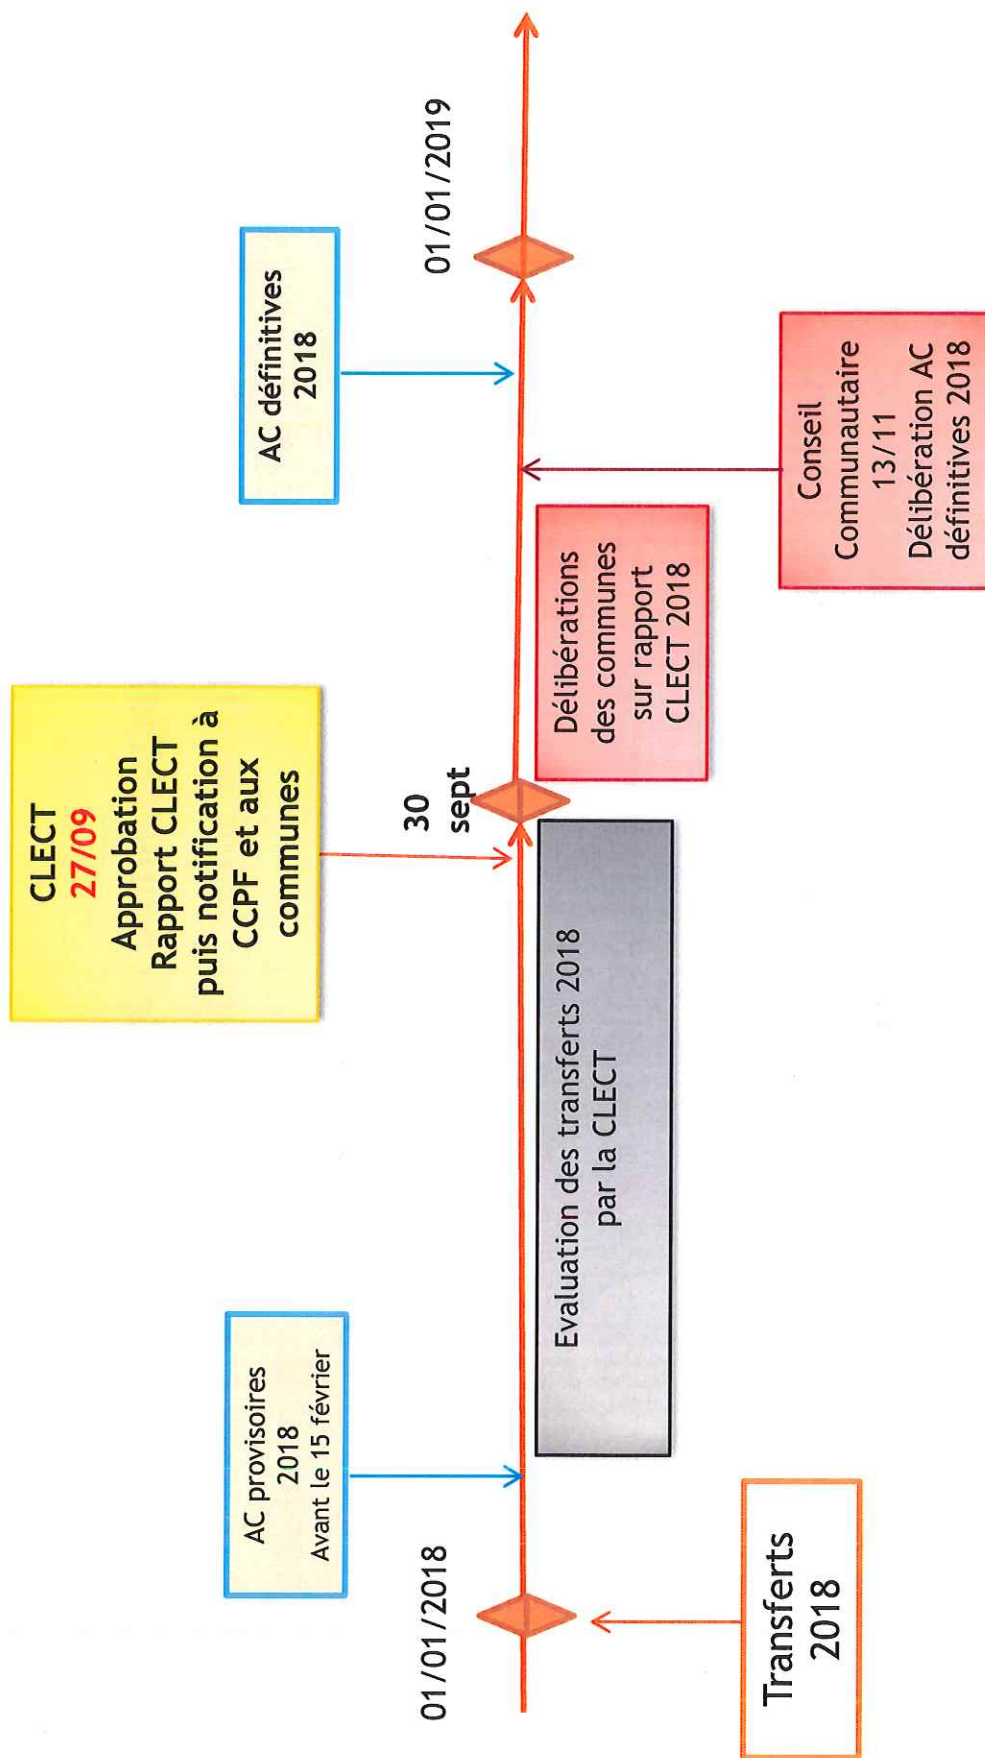 CLECT
27/09
Approbation
Rapport CLECT
puis notification à
CCPF et aux
communes
AC provisoires
2018
Avant le 15 février
AC définitives
2018
01/01/2018
30
sept
01/01/2019
Evaluation des transferts 2018
par la CLECT
Délibérations
des communes
sur rapport
CLECT 2018
Transferts
2018
Conseil
Communautaire
13/11
Délibération AC
définitives 2018